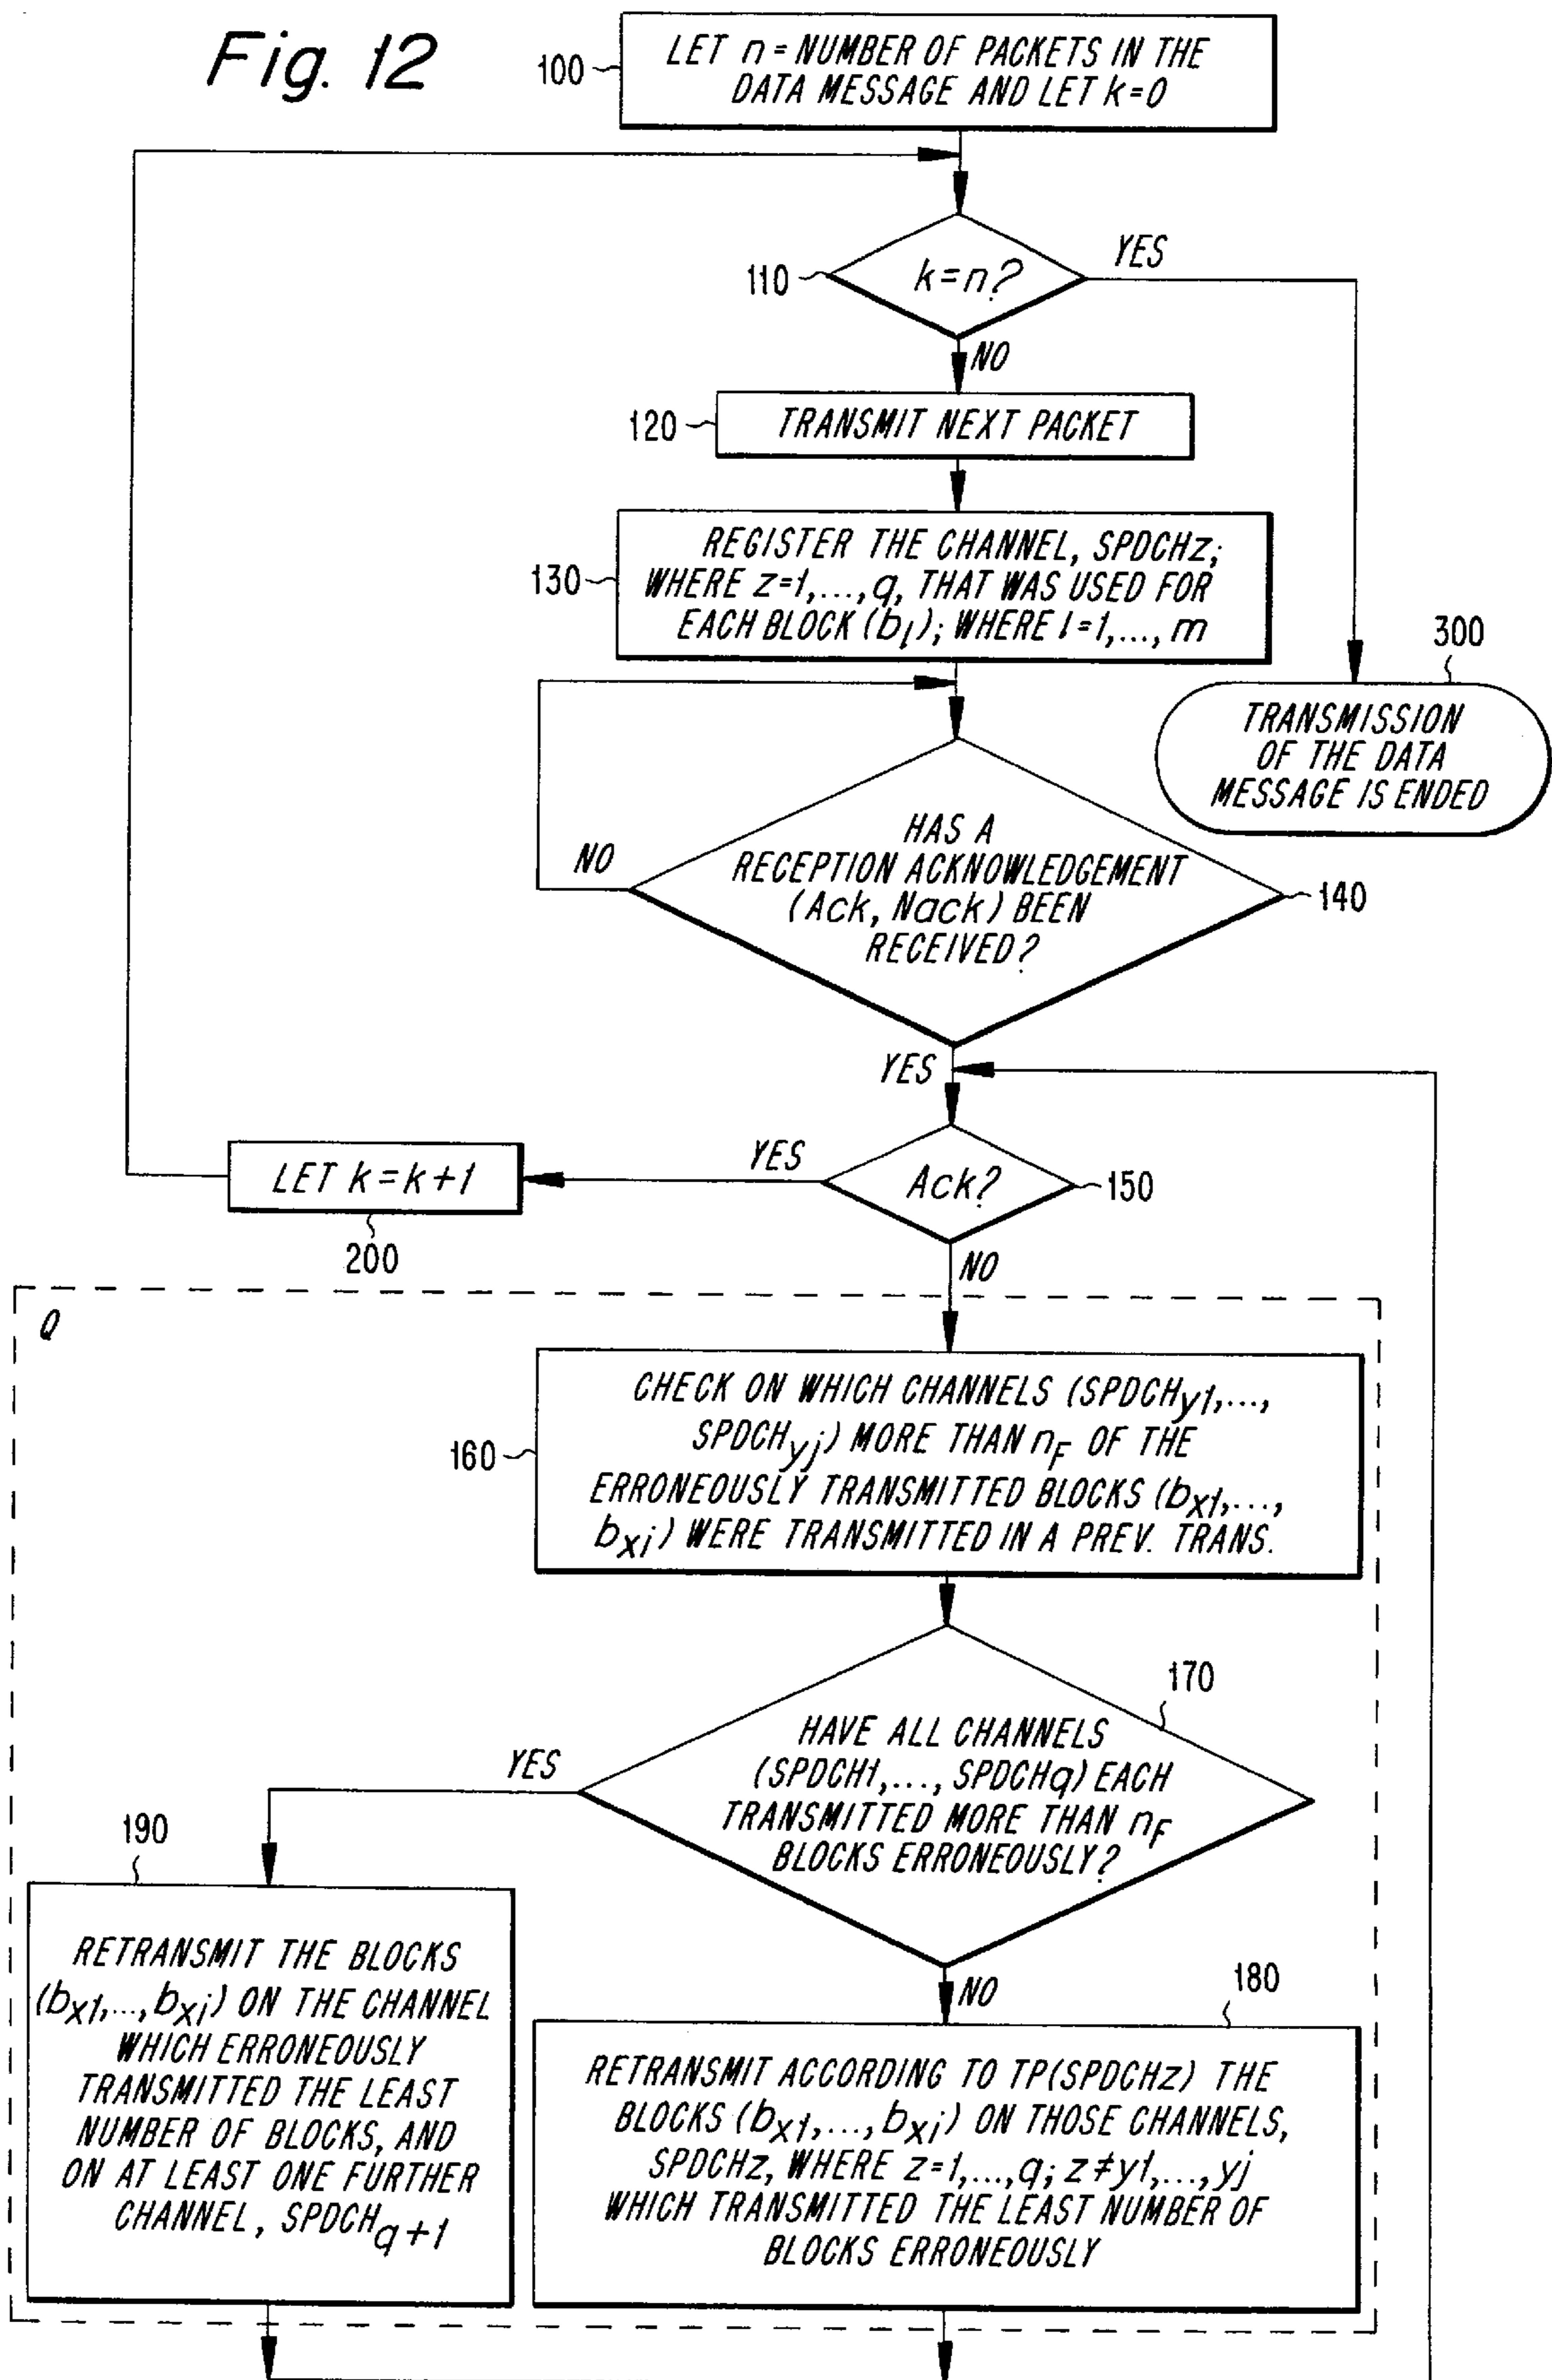 Fig. 12
100
LET n = NUMBER OF PACKETS IN THE
DATA MESSAGE AND LET k=0
110
k=n?
YES
NO
120
TRANSMIT NEXT PACKET
130
REGISTER THE CHANNEL, SPDCHz;
WHERE z=1,...,q, THAT WAS USED FOR
EACH BLOCK (bl); WHERE l=1,..., m
300
TRANSMISSION
OF THE DATA
MESSAGE IS ENDED
NO
HAS A
RECEPTION ACKNOWLEDGEMENT
(Ack, Nack) BEEN
RECEIVED?
140
YES
YES
Ack?
150
LET k=k+1
200
NO
Q
160
CHECK ON WHICH CHANNELS (SPDCHy1,...,
SPDCHyj) MORE THAN nF OF THE
ERRONEOUSLY TRANSMITTED BLOCKS (bx1,...,
bxi) WERE TRANSMITTED IN A PREV. TRANS.
170
YES
HAVE ALL CHANNELS
(SPDCH1,..., SPDCHq) EACH
TRANSMITTED MORE THAN nF
BLOCKS ERRONEOUSLY?
190
RETRANSMIT THE BLOCKS
(bx1,...,bxi) ON THE CHANNEL
WHICH ERRONEOUSLY
TRANSMITTED THE LEAST
NUMBER OF BLOCKS, AND
ON AT LEAST ONE FURTHER
CHANNEL, SPDCHq+1
NO
180
RETRANSMIT ACCORDING TO TP(SPDCHz) THE
BLOCKS (bx1,...,bxi) ON THOSE CHANNELS,
SPDCHz, WHERE z=1,...,q; z≠y1,...,yj
WHICH TRANSMITTED THE LEAST NUMBER OF
BLOCKS ERRONEOUSLY